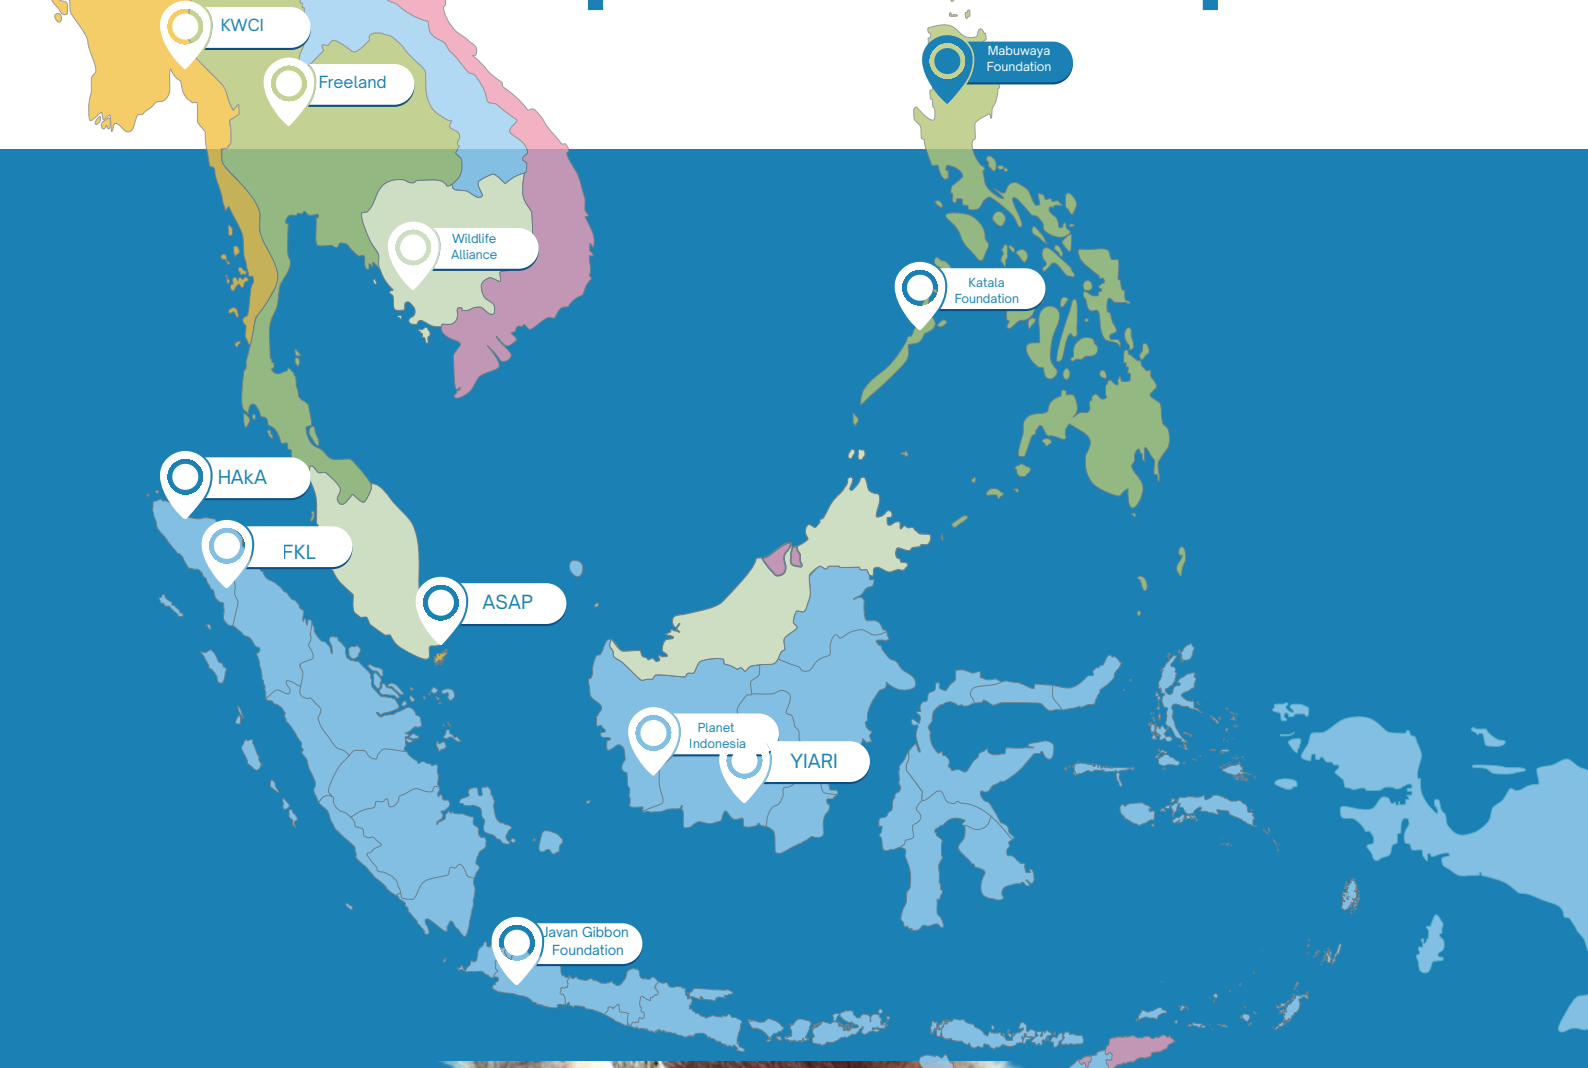 KWCI
Freeland
Mabuwaya
Foundation
Wildlife
Alliance
Katala
Foundation
HAkA
FKL
ASAP
Planet
Indonesia
YIARI
Javan Gibbon
Foundation